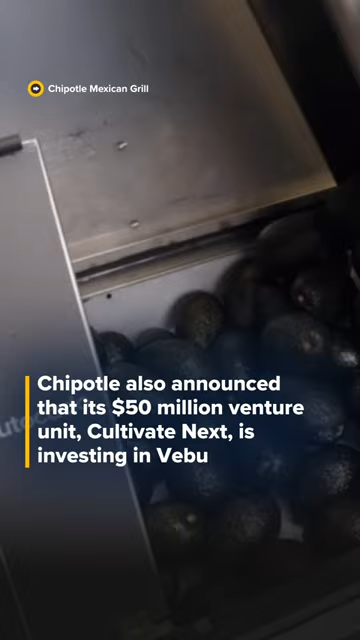 Chipotle Mexican Grill
Chipotle also announced
that its $50 million venture
unit, Cultivate Next, is
investing in Vebu